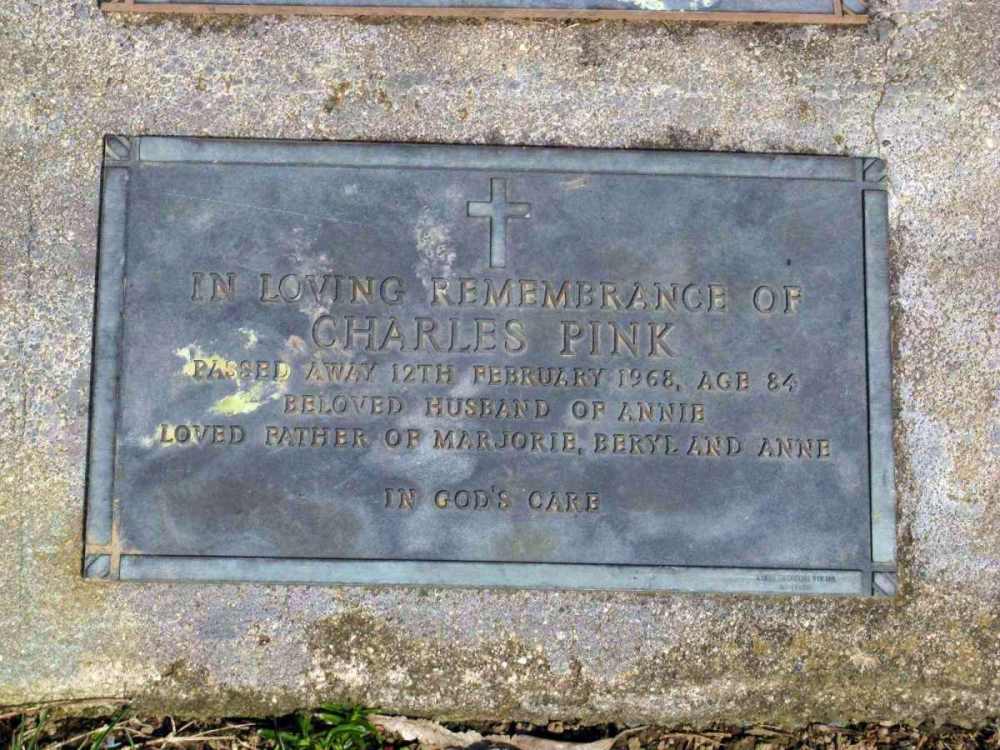 IN LOVING REMEMBRANCE OF
CHARLES PINK
PASSED AWAY 12TH FEBRUARY 1968, AGE 84
BELOVED HUSBAND OF ANNIE
LOVED FATHER OF MARJORIE, BERYL AND ANNE
IN GOD'S CARE